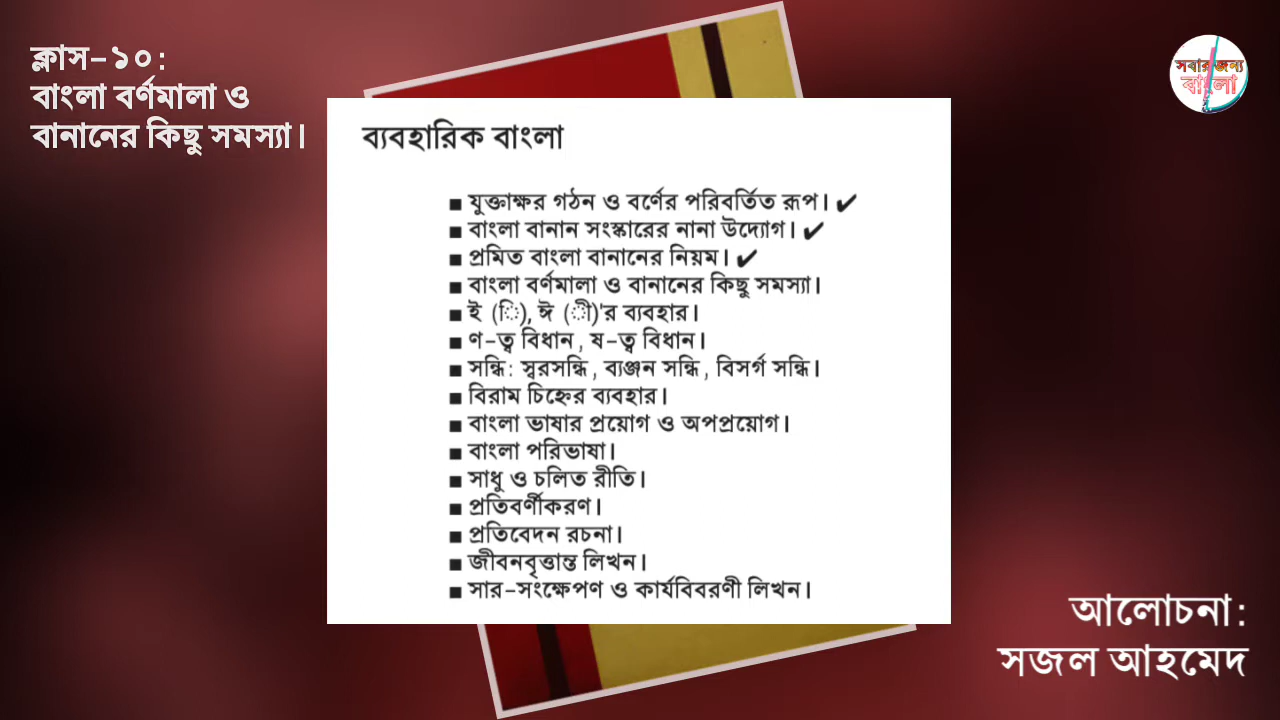 ক্লাস-১০:
বাংলা বর্ণমালা ও
বানানের কিছু সমস্যা।
সবার জন্য
বাংলা
ব্যবহারিক বাংলা
■ যুক্তাক্ষর গঠন ও বর্ণের পরিবর্তিত রূপ। ✔
■ বাংলা বানান সংস্কারের নানা উদ্যোগ। ✔
■ প্রমিত বাংলা বানানের নিয়ম। ✔
■ বাংলা বর্ণমালা ও বানানের কিছু সমস্যা।
■ ই (ি), ঈ (ী)'র ব্যবহার।
■ ণ-ত্ব বিধান, ষ-ত্ব বিধান।
■ সন্ধি: স্বরসন্ধি, ব্যঞ্জন সন্ধি, বিসর্গ সন্ধি।
■ বিরাম চিহ্নের ব্যবহার।
■ বাংলা ভাষার প্রয়োগ ও অপপ্রয়োগ।
■ বাংলা পরিভাষা।
■ সাধু ও চলিত রীতি।
■ প্রতিবর্ণীকরণ।
■ প্রতিবেদন রচনা।
■ জীবনবৃত্তান্ত লিখন।
■ সার-সংক্ষেপণ ও কার্যবিবরণী লিখন।
আলোচনা:
সজল আহমেদ